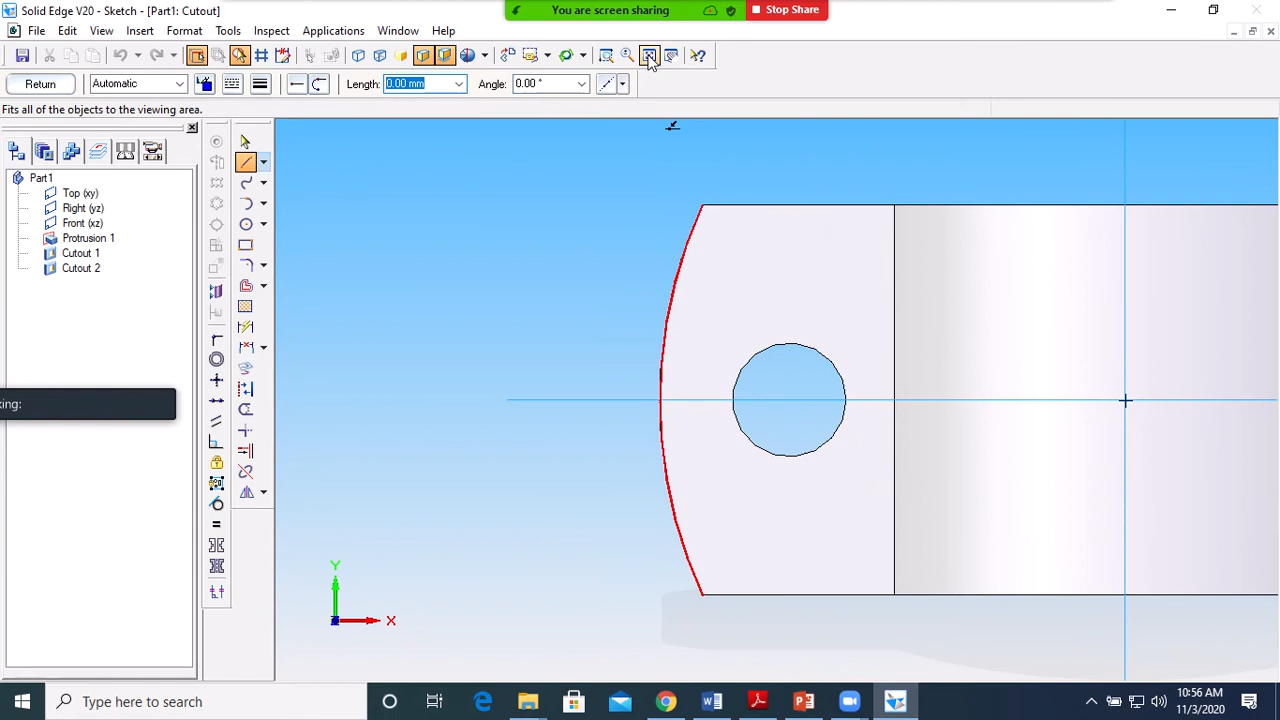 Solid Edge V20 - Sketch - [Part1: Cutout]
You are screen sharing
Stop Share
File Edit View Insert Format Tools Inspect Applications Window Help
Return
Automatic
Length:
0.00 mm
Angle:
0.00 °
Fits all of the objects to the viewing area.
Part1
Top (xy)
Right (yz)
Front (xz)
Protrusion 1
Cutout 1
Cutout 2
king:
Y
X
Type here to search
10:56 AM
11/3/2020